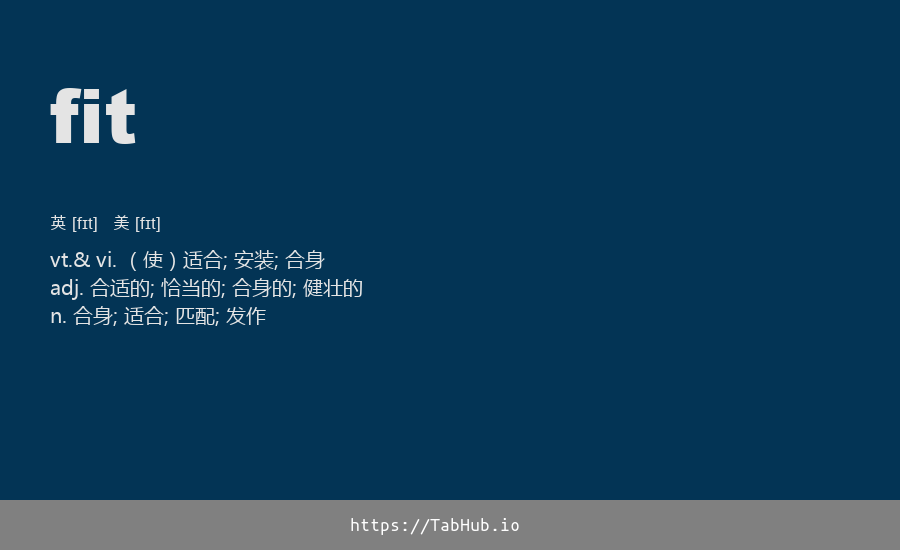 fit
英 [fɪt] 美 [fɪt]
vt.& vi. （使）适合; 安装; 合身
adj. 合适的; 恰当的; 合身的; 健壮的
n. 合身; 适合; 匹配; 发作
https://TabHub.io